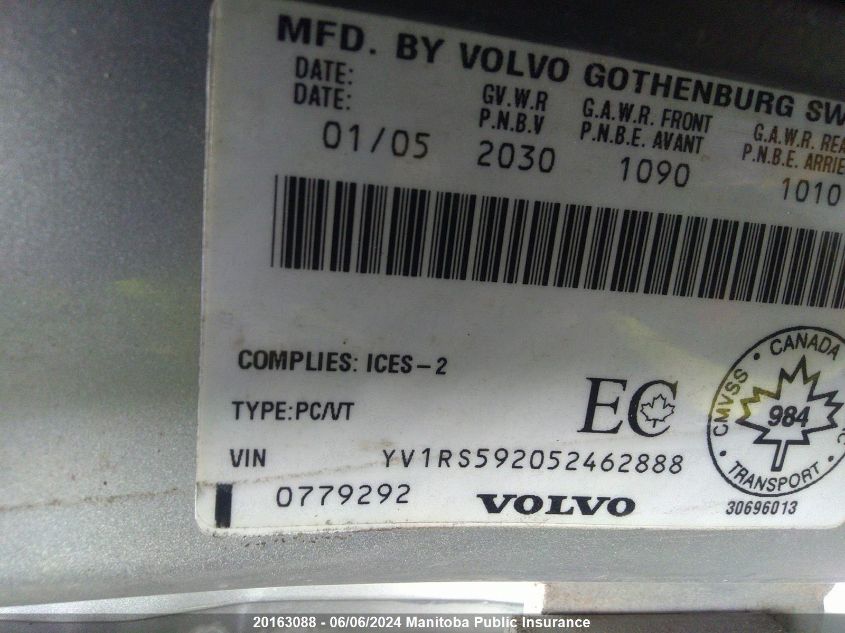 MFD. BY VOLVO GOTHENBURG SW
DATE:
DATE:
01/05
GV.W.R
P.N.B.V
2030
G.A.W.R. FRONT
P.N.B.E. AVANT
1090
G.A.W.R. REA
P.N.B.E. ARRIE
1010
COMPLIES: ICES-2
TYPE:PC/VT
EC
VIN YV1RS592052462888
0779292 VOLVO
CMVSS • CANADA
984
• TRANSPORT •
30696013
20163088 - 06/06/2024 Manitoba Public Insurance